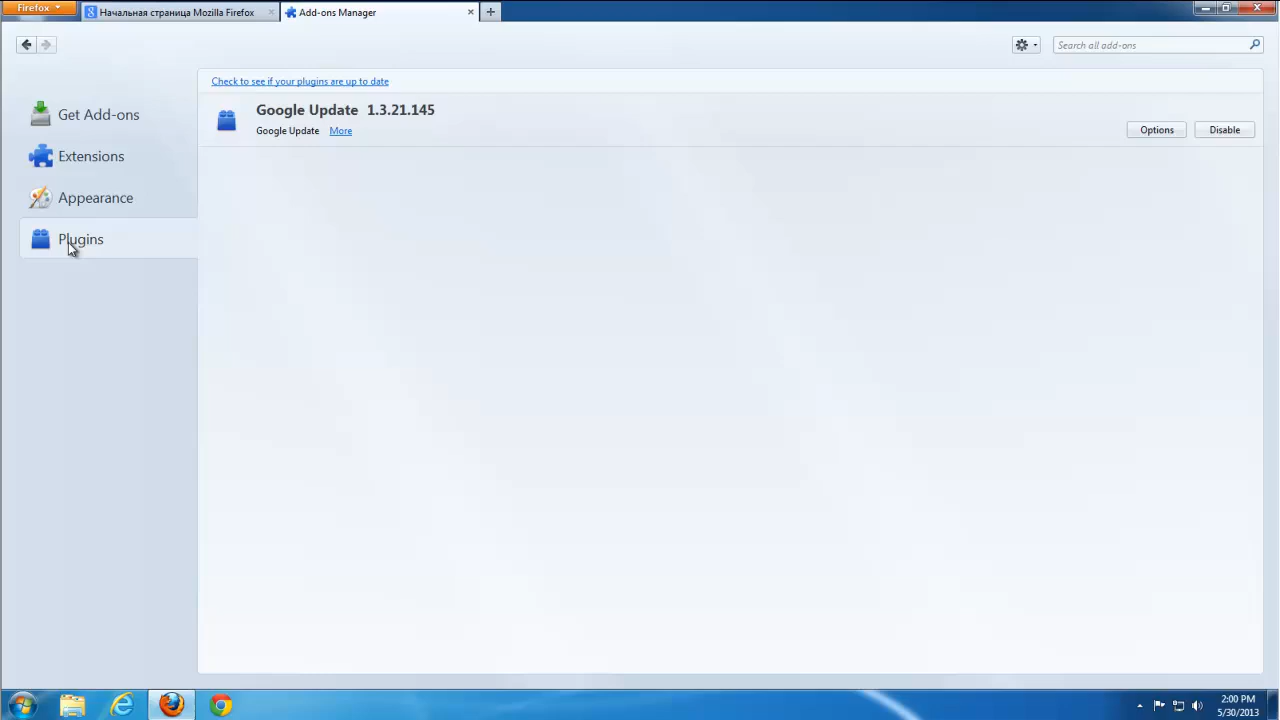 Firefox
Начальная страница Mozilla Firefox
Add-ons Manager
Search all add-ons
Check to see if your plugins are up to date
Get Add-ons
Google Update 1.3.21.145
Google Update More
Options
Disable
Extensions
Appearance
Plugins
2:00 PM
5/30/2013